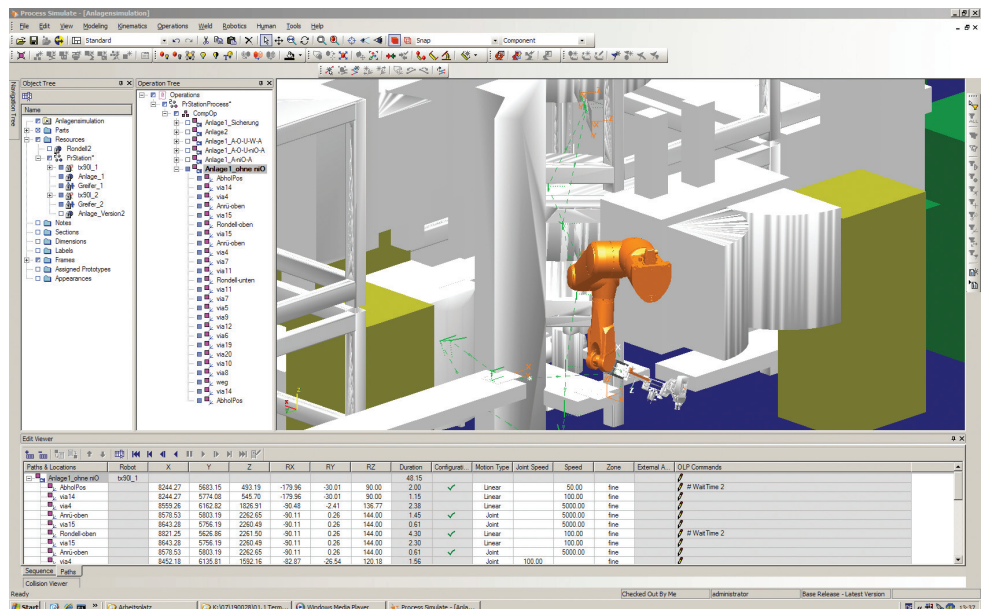 Process Simulate - [Anlagensimulation]
File Edit View Modeling Kinematics Operations Weld Robotics Human Tools Help
Standard Snap Component
Navigation Tree
Object Tree
Name
Anlagensimulation
Parts
Resources
Rondell2
PrStation*
tx90l_1
Anlage_1
Greifer_1
tx90l_2
Greifer_2
Anlage_Version2
Notes
Sections
Dimensions
Labels
Frames
Assigned Prototypes
Appearances
Operation Tree
Operations
PrStationProcess*
CompOp
Anlage1_Sicherung
Anlage2
Anlage1_A-O-U-W-A
Anlage1_A-O-U-niO-A
Anlage1_A-niO-A
Anlage1_ohne niO
AbholPos
via14
via4
Anrü-oben
via15
Rondell-oben
via15
Anrü-oben
via4
via7
via11
Rondell-unten
via11
via7
via5
via9
via12
via6
via19
via20
via10
via8
weg
via14
AbholPos
Edit Viewer
Paths & Locations Robot X Y Z RX RY RZ Duration Configurati... Motion Type Joint Speed Speed Zone External A... OLP Commands
Anlage1_ohne niO tx90l_1 48.15
AbholPos 8244.27 5683.15 493.19 -179.96 -30.01 90.00 2.00 Linear 50.00 fine # WaitTime 2
via14 8244.27 5774.08 545.70 -179.96 -30.01 90.00 1.15 Linear 100.00 fine
via4 8559.26 6162.82 1826.91 -90.48 -2.41 136.77 2.38 Linear 5000.00 fine
Anrü-oben 8578.53 5803.19 2262.65 -90.11 0.26 144.00 1.45 Joint 5000.00 fine
via15 8643.28 5756.19 2260.49 -90.11 0.26 144.00 0.61 Joint 5000.00 fine
Rondell-oben 8821.25 5626.86 2261.50 -90.11 0.26 144.00 4.30 Linear 100.00 fine # WaitTime 2
via15 8643.28 5756.19 2260.49 -90.11 0.26 144.00 2.30 Linear 100.00 fine
Anrü-oben 8578.53 5803.19 2262.65 -90.11 0.26 144.00 0.61 Joint 5000.00 fine
via4 8452.18 6135.81 1592.16 -82.87 -26.54 120.18 1.56 Joint 100.00 fine
Sequence Paths
Collision Viewer
Ready Checked Out By Me administrator Base Release - Latest Version
Start Arbeitsplatz Windows Media Player Process Simulate - [Anla... 13:37